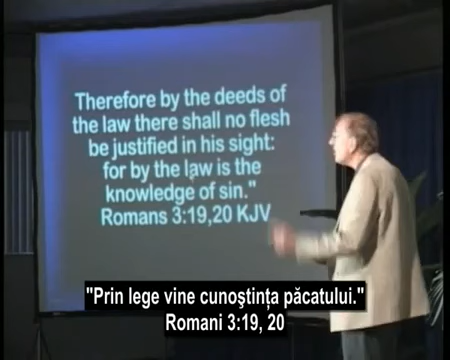 Therefore by the deeds of
the law there shall no flesh
be justified in his sight:
for by the law is the
knowledge of sin."
Romans 3:19,20 KJV
"Prin lege vine cunoştinţa păcatului."
Romani 3:19, 20